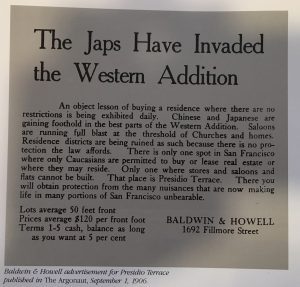 The Japs Have Invaded
the Western Addition
An object lesson of buying a residence where there are no
restrictions is being exhibited daily. Chinese and Japanese are
gaining foothold in the best parts of the Western Addition. Saloons
are running full blast at the threshold of Churches and homes.
Residence districts are being ruined such because there is no pro-
tection the law affords. There is only one spot in San Francisco
where only Caucasians are permitted to buy or lease real estate or
where they may reside. Only one where stores and saloons and
flats cannot be built. That place is Presidio Terrace. There you
will obtain protection from the many nuisances that are now making
life in many portions of San Francisco unbearable.
Lots average 50 feet front
Prices average $120 per front foot
Terms 1-5 cash, balance as long
as you want at 5 per cent
BALDWIN & HOWELL
1692 Fillmore Street
Baldwin & Howell advertisement for Presidio Terrace
published in The Argonaut, September 1, 1906